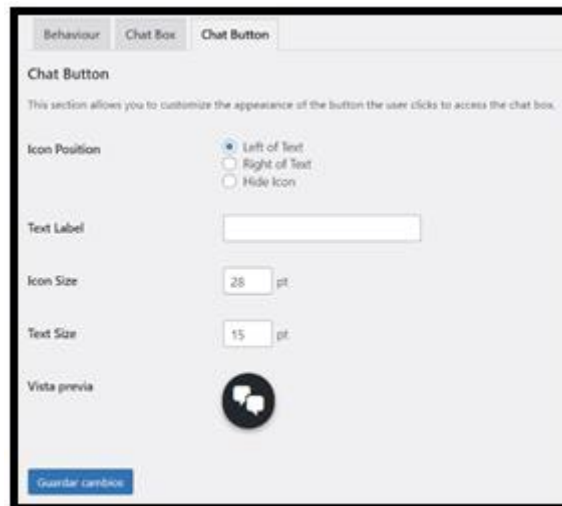 Behaviour Chat Box Chat Button
Chat Button
This section allows you to customize the appearance of the button the user clicks to access the chat box.
Icon Position
Left of Text
Right of Text
Hide Icon
Text Label
Icon Size 28 pt
Text Size 15 pt
Vista previa
Guardar cambios